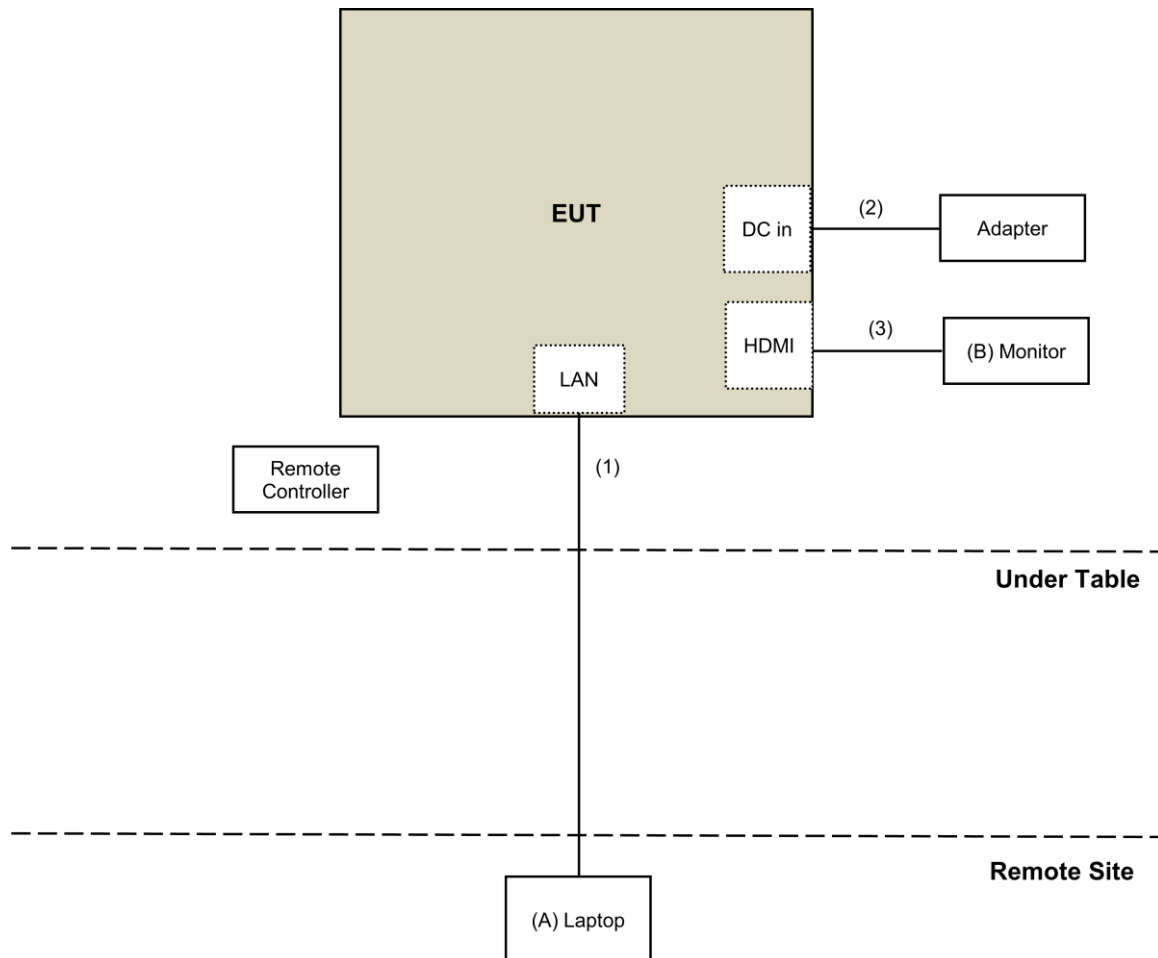 EUT
DC in
(2)
Adapter
HDMI
(3)
(B) Monitor
LAN
(1)
Remote
Controller
Under Table
Remote Site
(A) Laptop